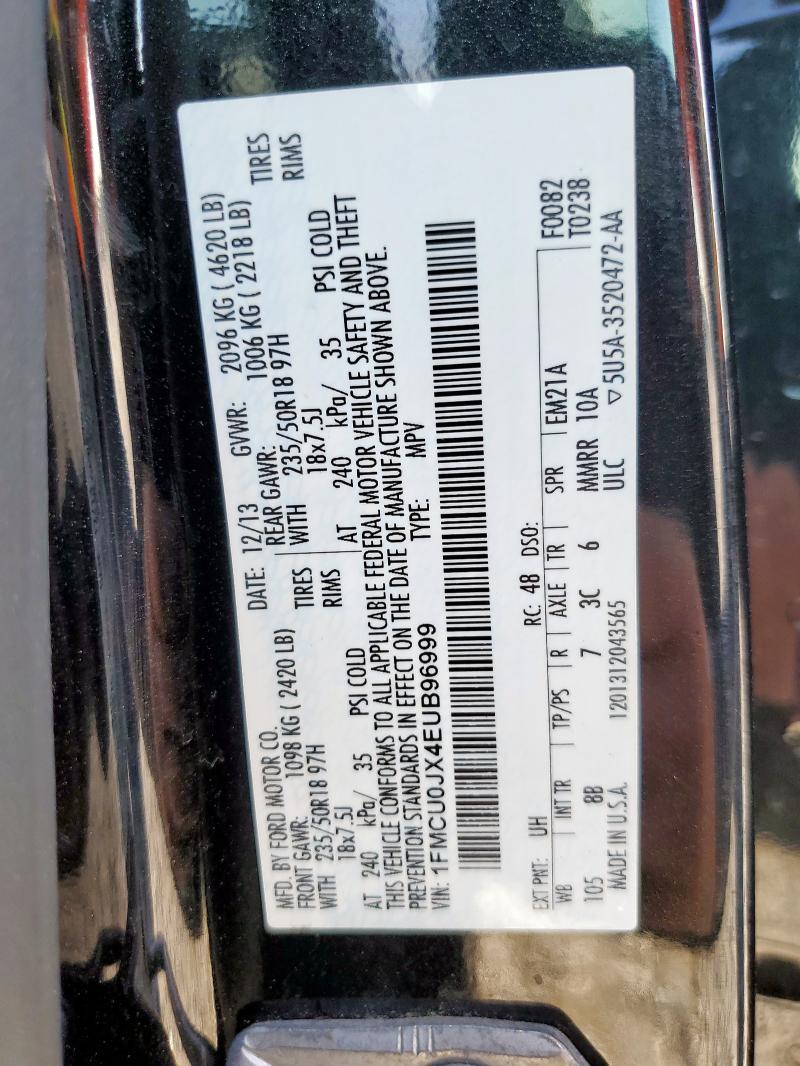 MFD. BY FORD MOTOR CO. DATE: 12/13 GVWR: 2096 KG ( 4620 LB)
FRONT GAWR: 1098 KG ( 2420 LB) REAR GAWR: 1006 KG ( 2218 LB)
WITH 235/50R18 97H TIRES WITH 235/50R18 97H TIRES
18x7.5J RIMS 18x7.5J RIMS
AT 240 kPa/ 35 PSI COLD AT 240 kPa/ 35 PSI COLD
THIS VEHICLE CONFORMS TO ALL APPLICABLE FEDERAL MOTOR VEHICLE SAFETY AND THEFT
PREVENTION STANDARDS IN EFFECT ON THE DATE OF MANUFACTURE SHOWN ABOVE.
VIN: 1FMCU0JX4EUB96999 TYPE: MPV
EXT PNT: UH RC: 48 DSO: F0082
WB INT TR TP/PS R AXLE TR SPR EM21A T0238
105 8B 7 3C 6 MMRR 10A
ULC
MADE IN U.S.A. 1201312043565 ▽5U5A-3520472-AA